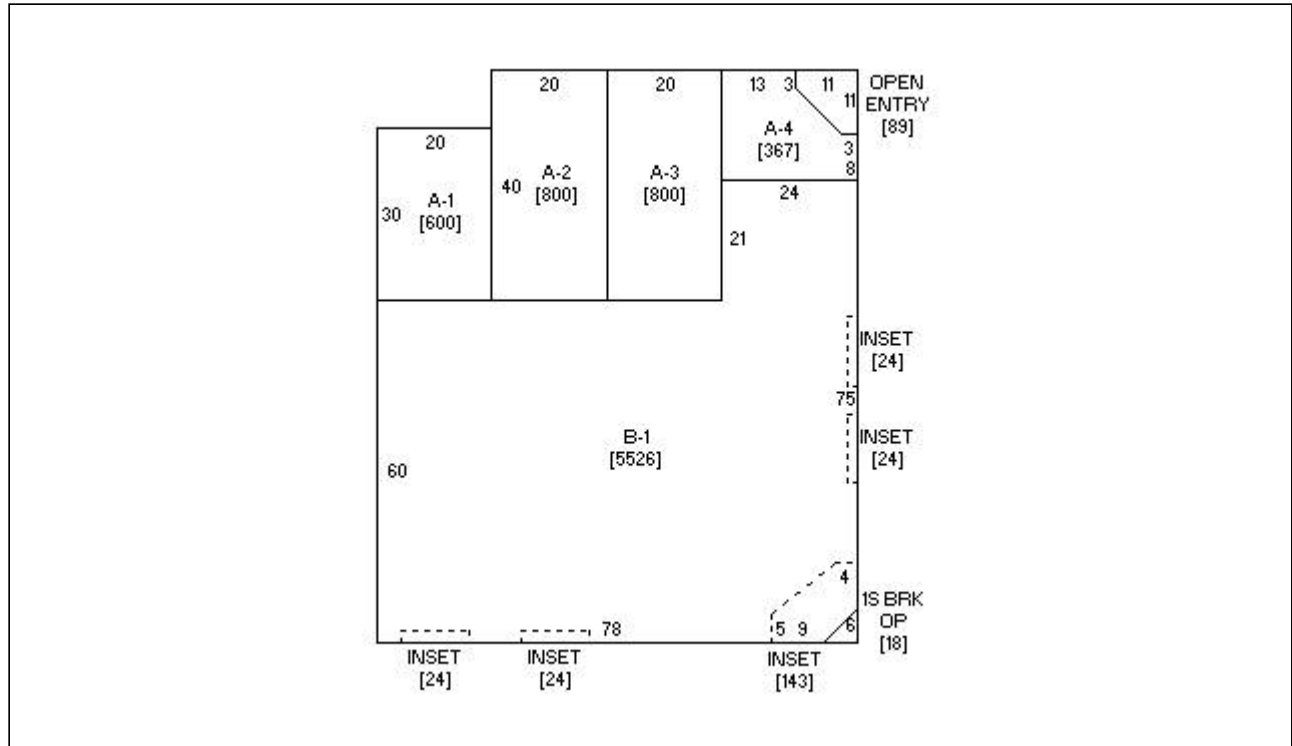 20
20
13
3
11
OPEN
ENTRY
[89]
11
20
A-4
[367]
3
8
A-2
[800]
A-3
[800]
40
24
A-1
[600]
30
21
INSET
[24]
75
B-1
[5526]
INSET
[24]
60
4
1S BRK
OP
[18]
78
5
9
6
INSET
[24]
INSET
[24]
INSET
[143]